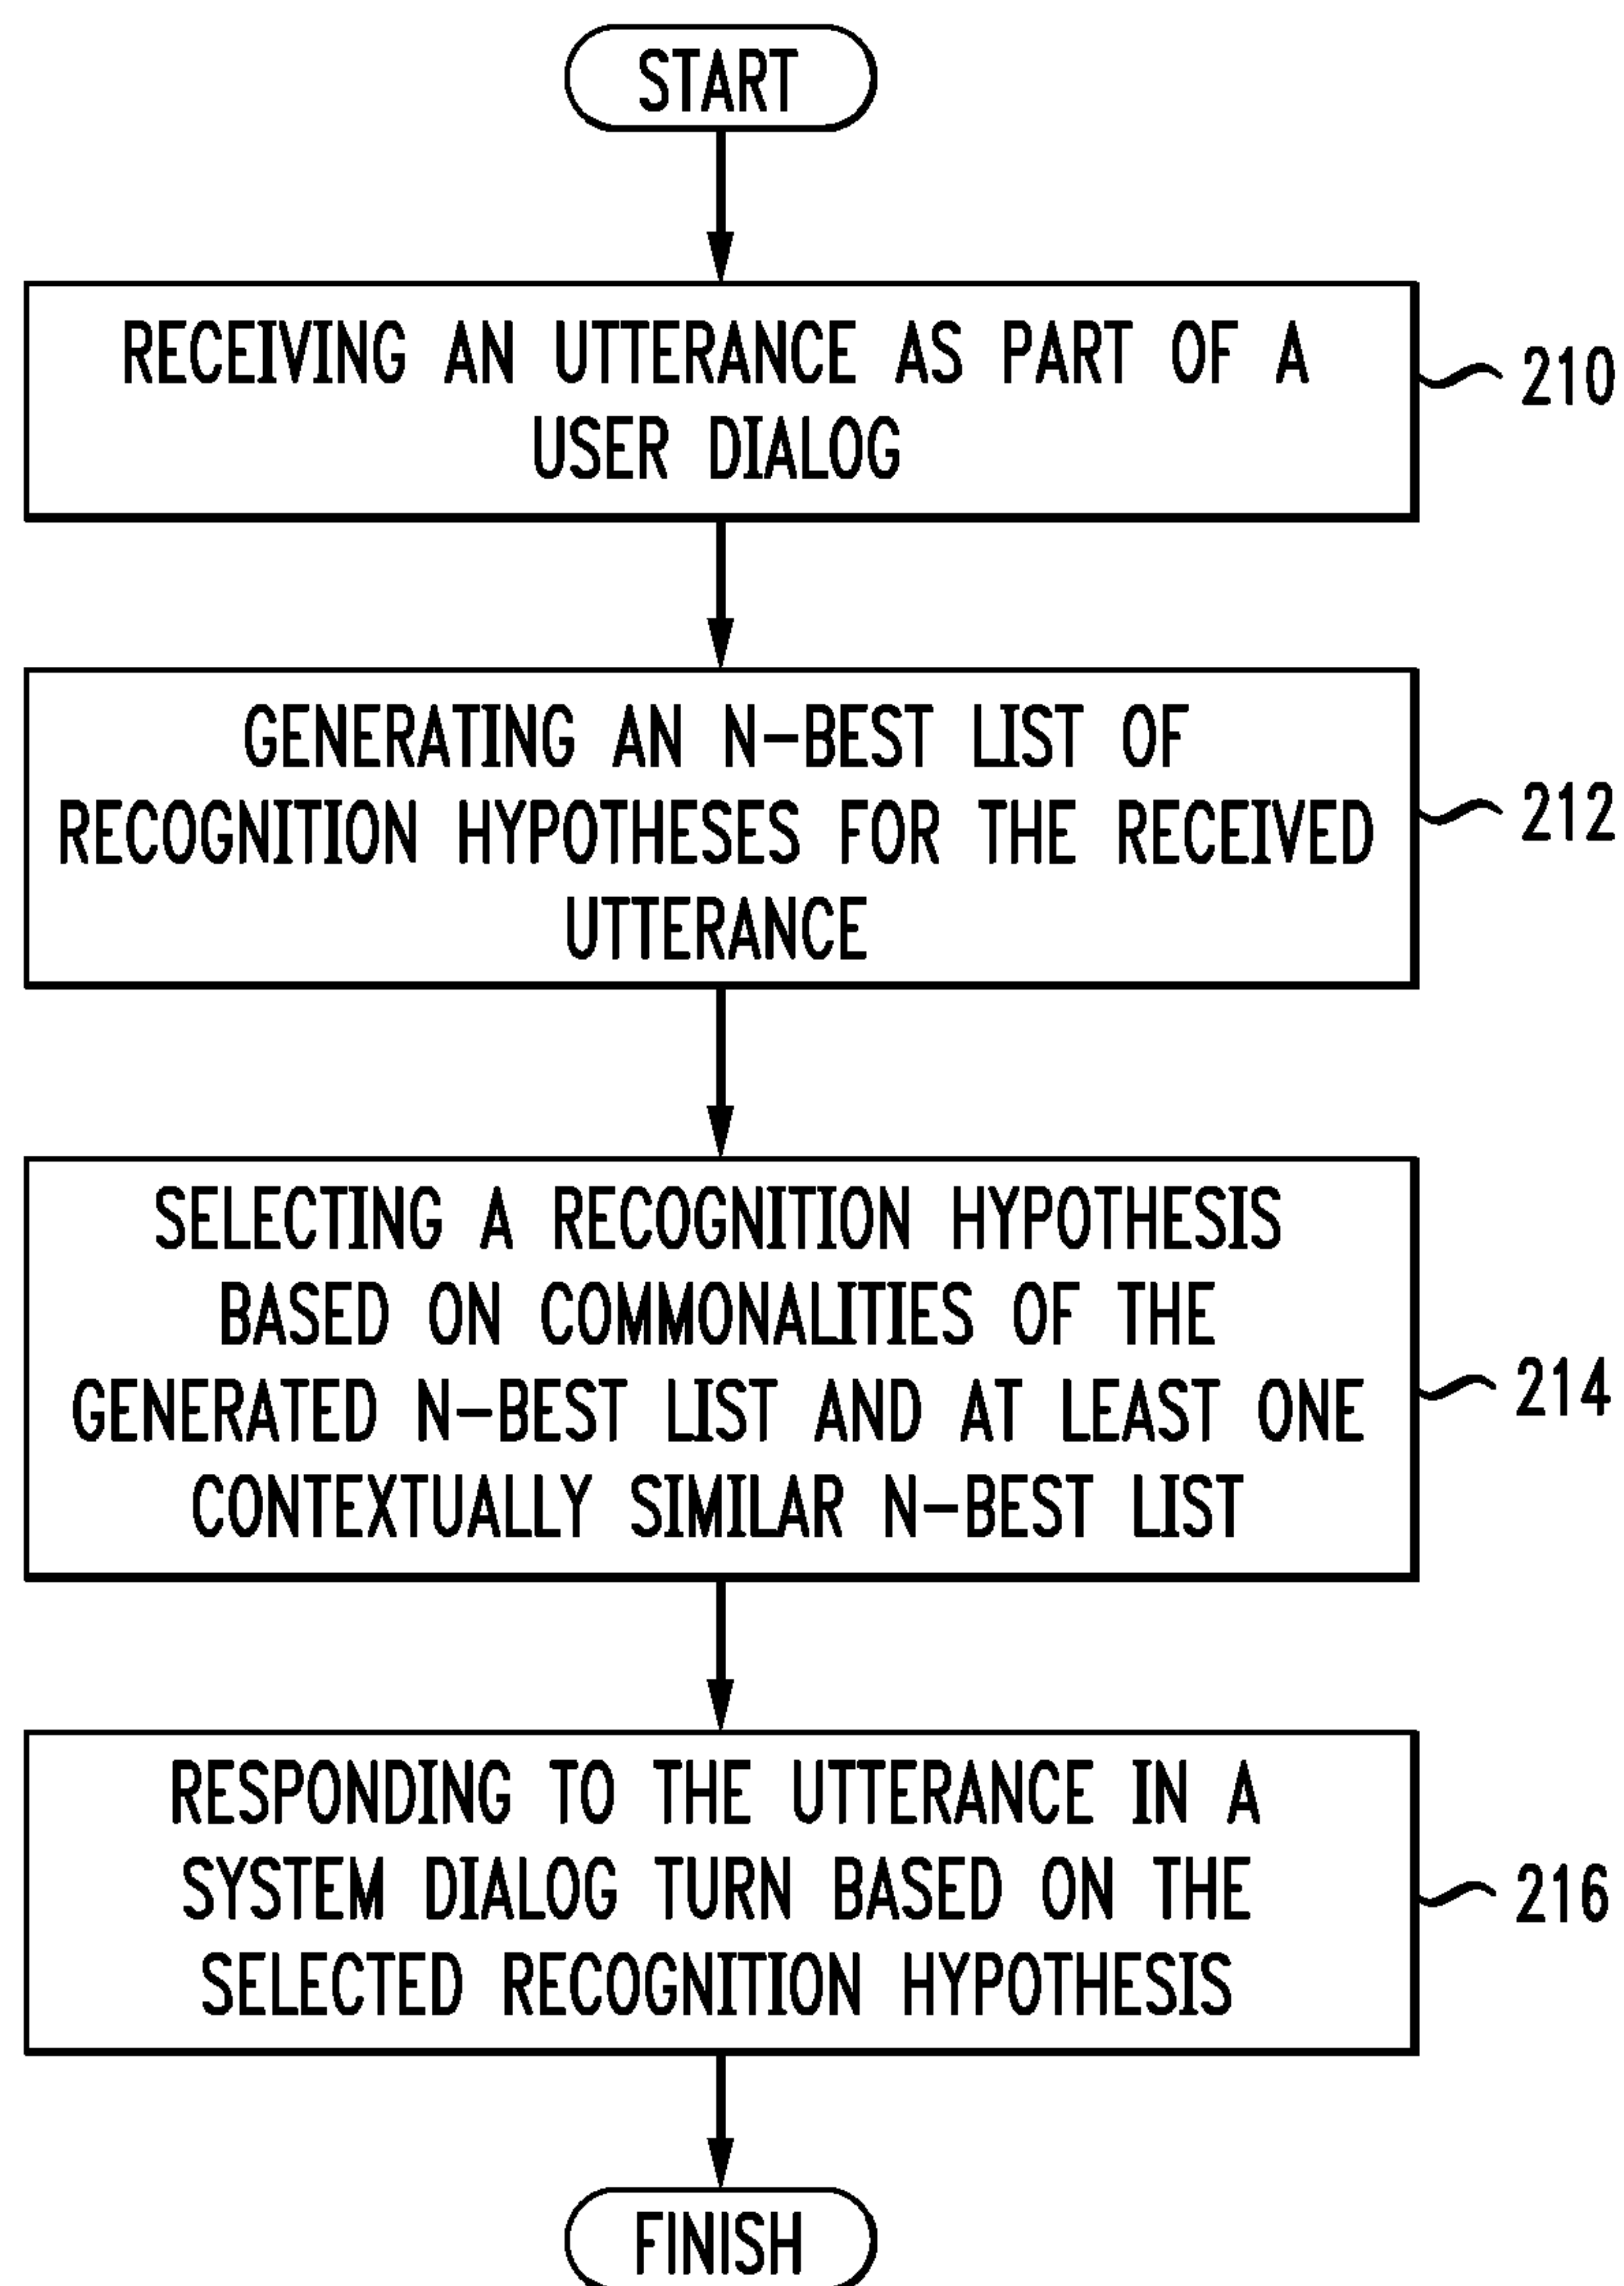 START
RECEIVING AN UTTERANCE AS PART OF A
USER DIALOG
210
GENERATING AN N-BEST LIST OF
RECOGNITION HYPOTHESES FOR THE RECEIVED
UTTERANCE
212
SELECTING A RECOGNITION HYPOTHESIS
BASED ON COMMONALITIES OF THE
GENERATED N-BEST LIST AND AT LEAST ONE
CONTEXTUALLY SIMILAR N-BEST LIST
214
RESPONDING TO THE UTTERANCE IN A
SYSTEM DIALOG TURN BASED ON THE
SELECTED RECOGNITION HYPOTHESIS
216
FINISH